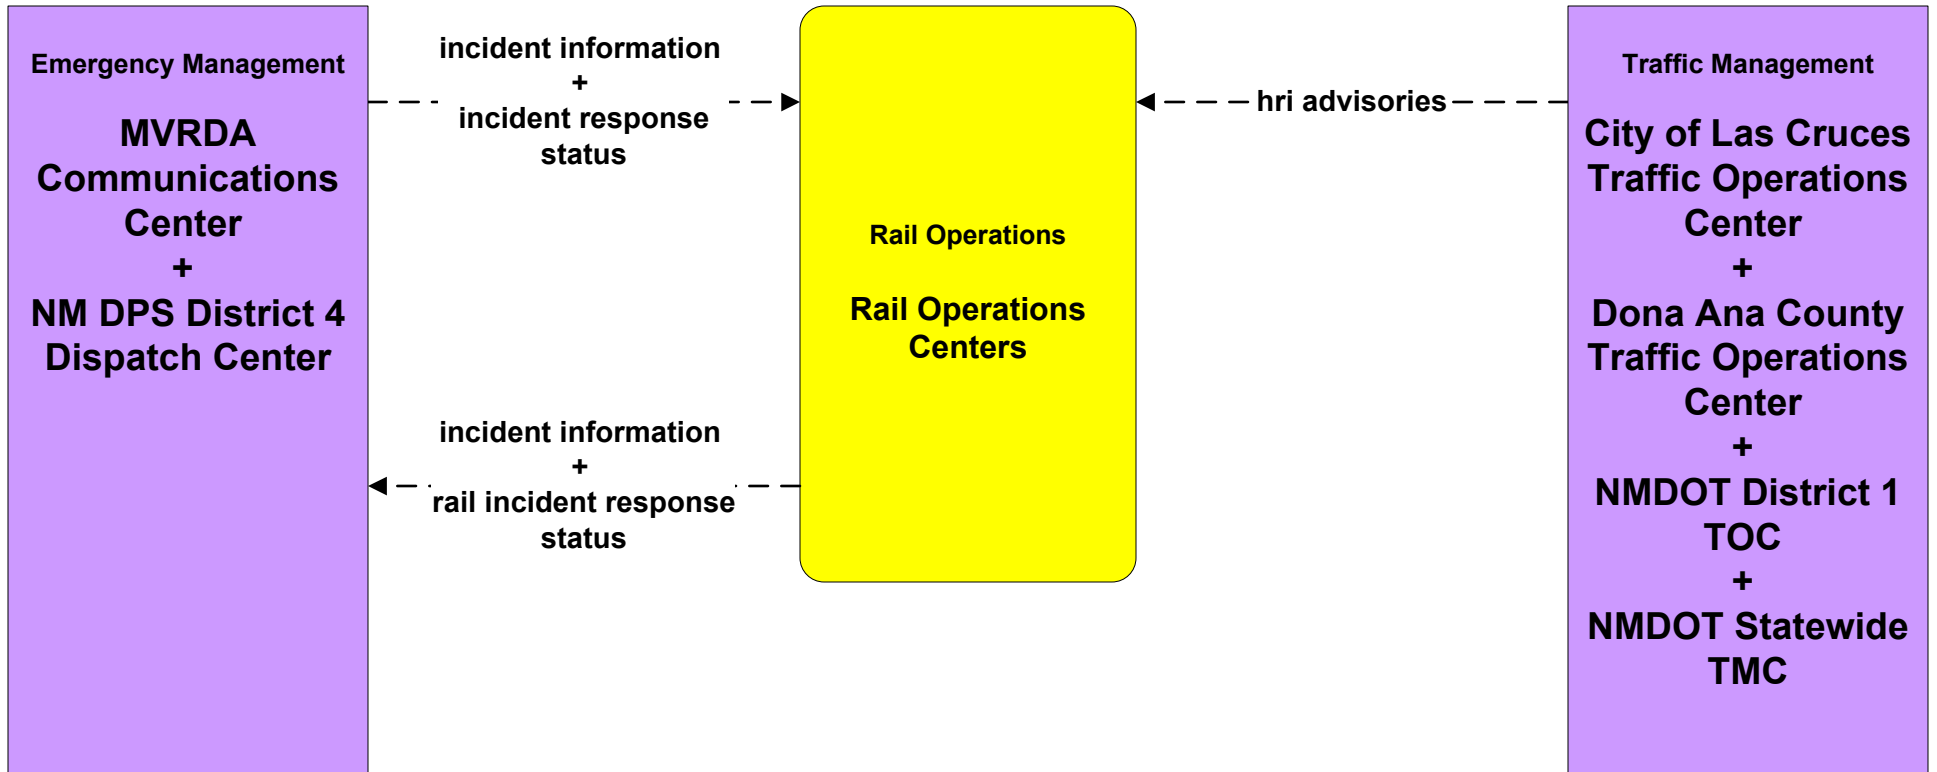 Emergency Management
MVRDA
Communications
Center
+
NM DPS District 4
Dispatch Center
incident information
+
incident response
status
incident information
+
rail incident response
status
Rail Operations
Rail Operations
Centers
hri advisories
Traffic Management
City of Las Cruces
Traffic Operations
Center
+
Dona Ana County
Traffic Operations
Center
+
NMDOT District 1
TOC
+
NMDOT Statewide
TMC